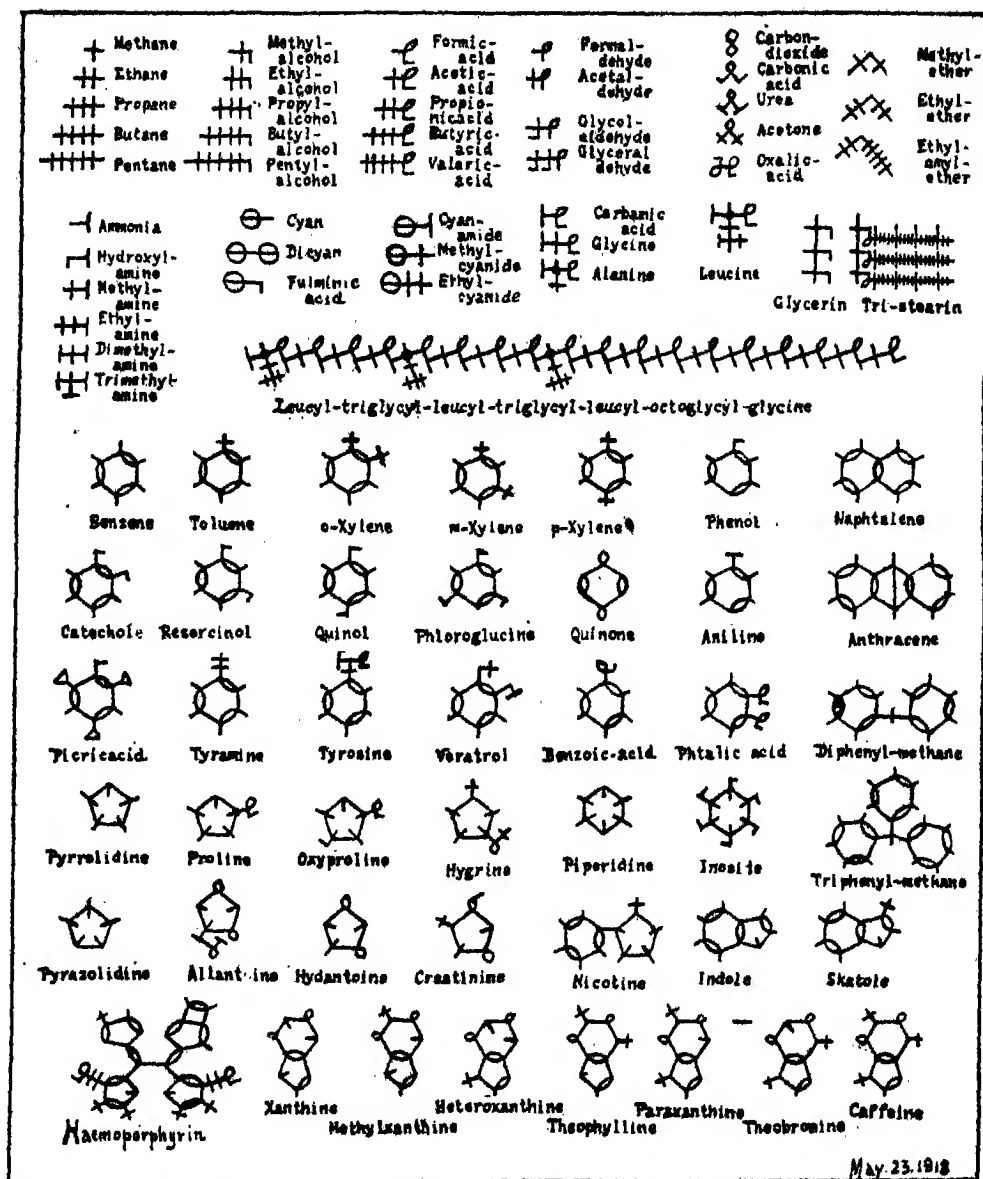 Methane
Ethane
Propane
Butane
Pentane
Methyl-
alcohol
Ethyl-
alcohol
Propyl-
alcohol
Butyl-
alcohol
Pentyl-
alcohol
Formic-
acid
Acetic-
acid
Propio-
nicacid
Butyric-
acid
Valeric-
acid
Formal-
dehyde
Acetal-
dehyde
Glycol-
aldehyde
Glyceral
dehyde
Carbon-
dioxide
Carbonic
acid
Urea
Acetone
Oxalic-
acid
Methyl-
ether
Ethyl-
ether
Ethyl-
amyl-
ether
Ammonia
Hydroxyl-
amine
Methyl-
amine
Ethyl-
amine
Dimethyl-
amine
Trimethyl-
amine
Cyan
Dicyan
Fulminic
acid
Cyan-
amide
Methyl-
cyanide
Ethyl-
cyanide
Carbanic
acid
Glycine
Alanine
Leucine
Glycerin Tri-stearin
Leucyl-triglycyl-leucyl-triglycyl-leucyl-octoglycyl-glycine
Benzene Toluene o-Xylene m-Xylene p-Xylene Phenol Naphtalene
Catechole Resorcinol Quinol Phloroglucine Quinone Aniline Anthracene
Picricacid Tyramine Tyrosine Veratrol Benzoic-acid Phtalic acid Diphenyl-methane
Pyrrolidine Proline Oxyproline Hygrine Piperidine Inosite Triphenyl-methane
Pyrazolidine Allantoine Hydantoine Creatinine Nicotine Indole Skatole
Haemoporphyrin Xanthine Methylxanthine Heteroxanthine Theophylline Paraxanthine Theobromine Caffeine
May. 23. 1918